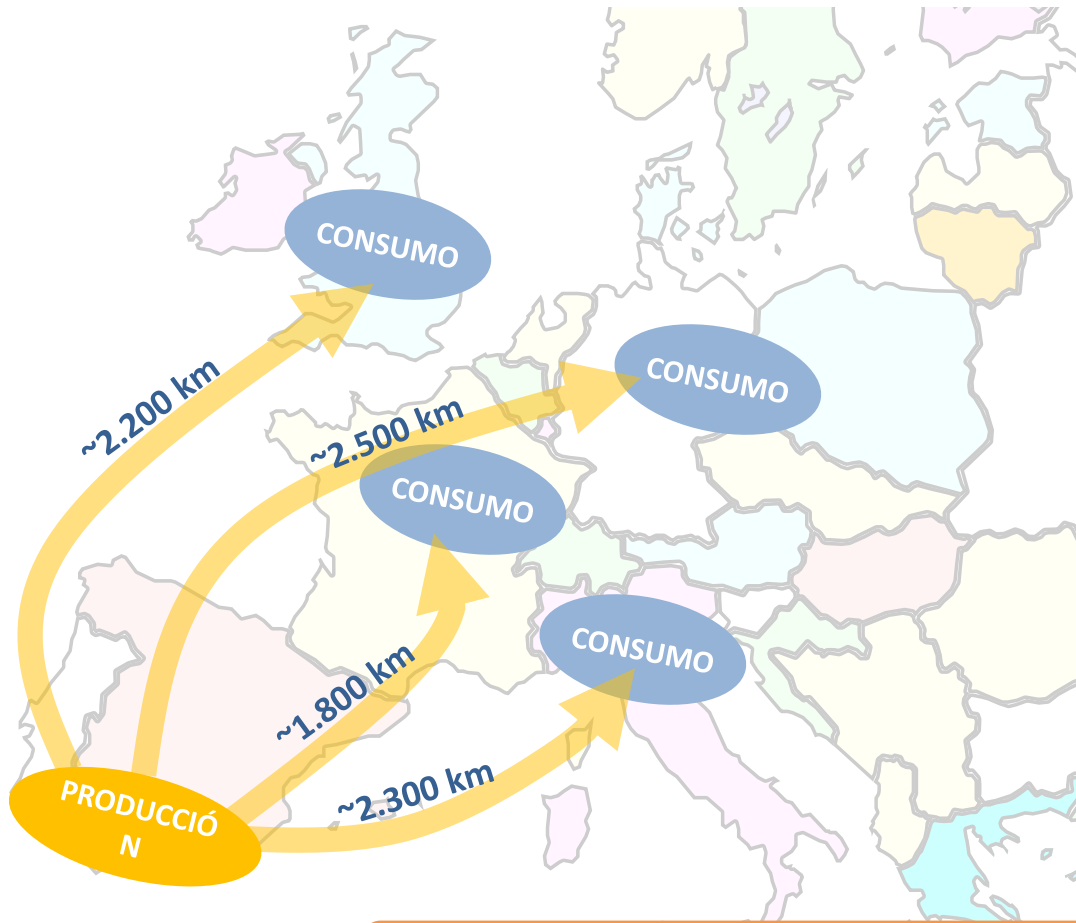 CONSUMO
~2.200 km
CONSUMO
~2.500 km
CONSUMO
CONSUMO
~1.800 km
~2.300 km
PRODUCCIÓ
N